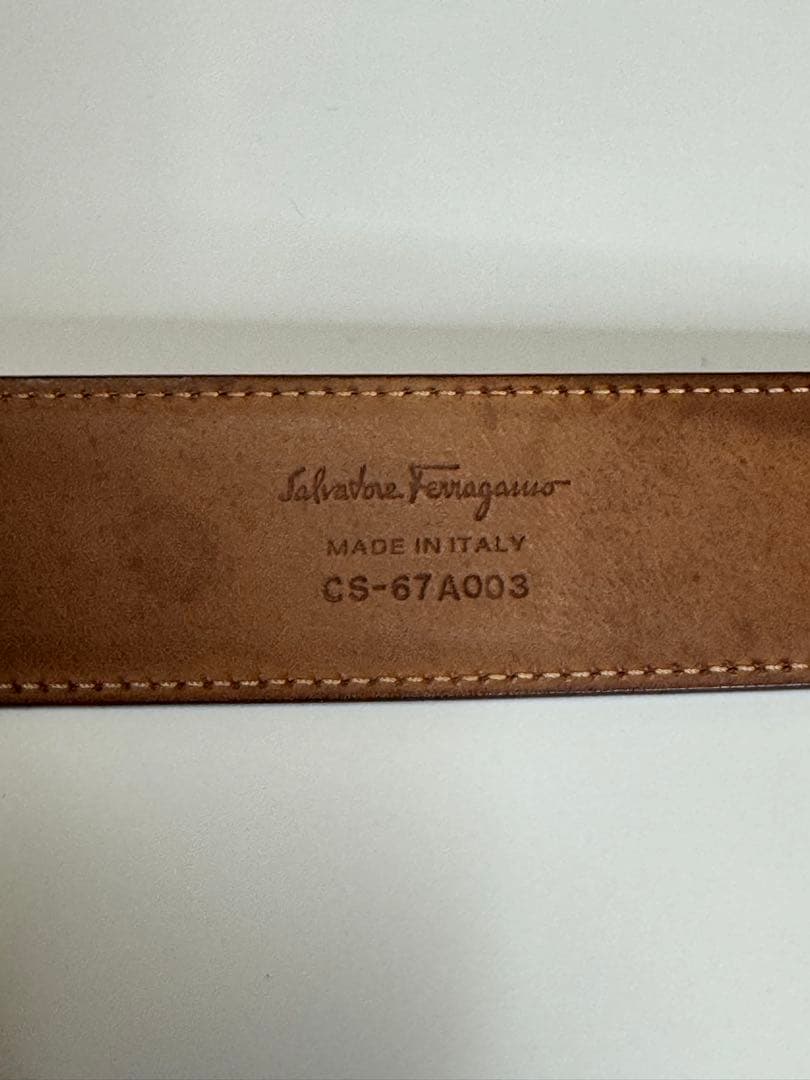 Salvatore Ferragamo
MADE IN ITALY
CS-67A003